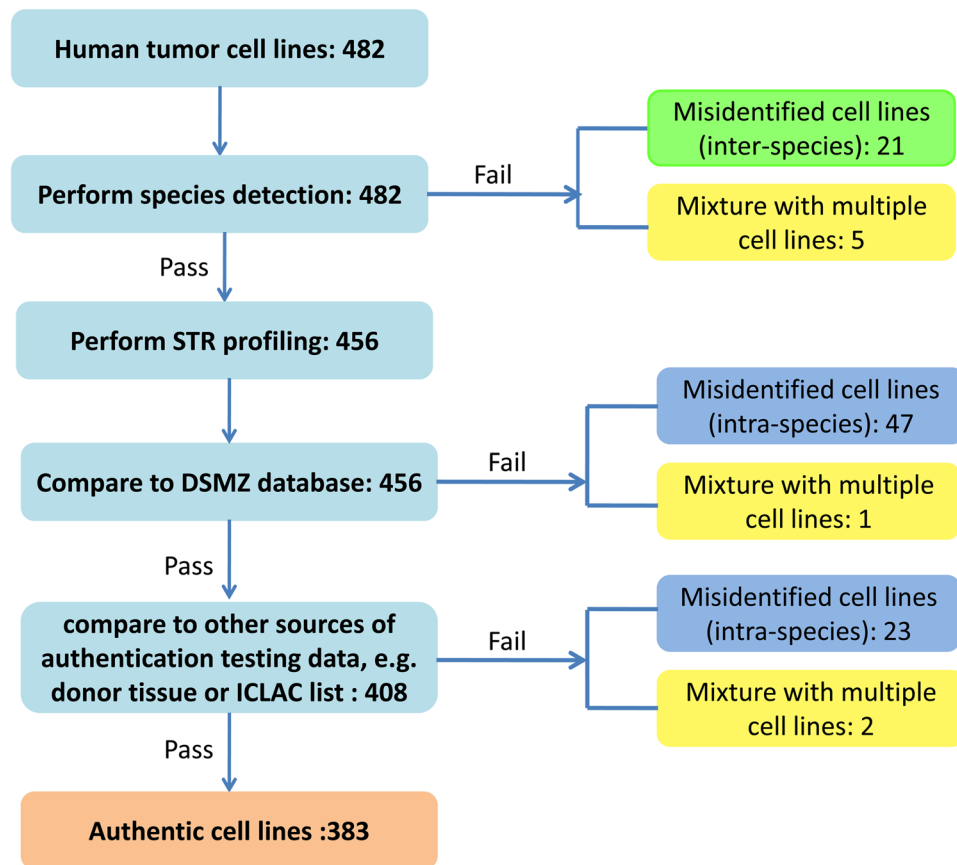 Human tumor cell lines: 482
Misidentified cell lines
(inter-species): 21
Perform species detection: 482
Fail
Mixture with multiple
cell lines: 5
Pass
Perform STR profiling: 456
Misidentified cell lines
(intra-species): 47
Compare to DSMZ database: 456
Fail
Mixture with multiple
cell lines: 1
Pass
compare to other sources of
authentication testing data, e.g.
donor tissue or ICLAC list : 408
Fail
Misidentified cell lines
(intra-species): 23
Mixture with multiple
cell lines: 2
Pass
Authentic cell lines :383